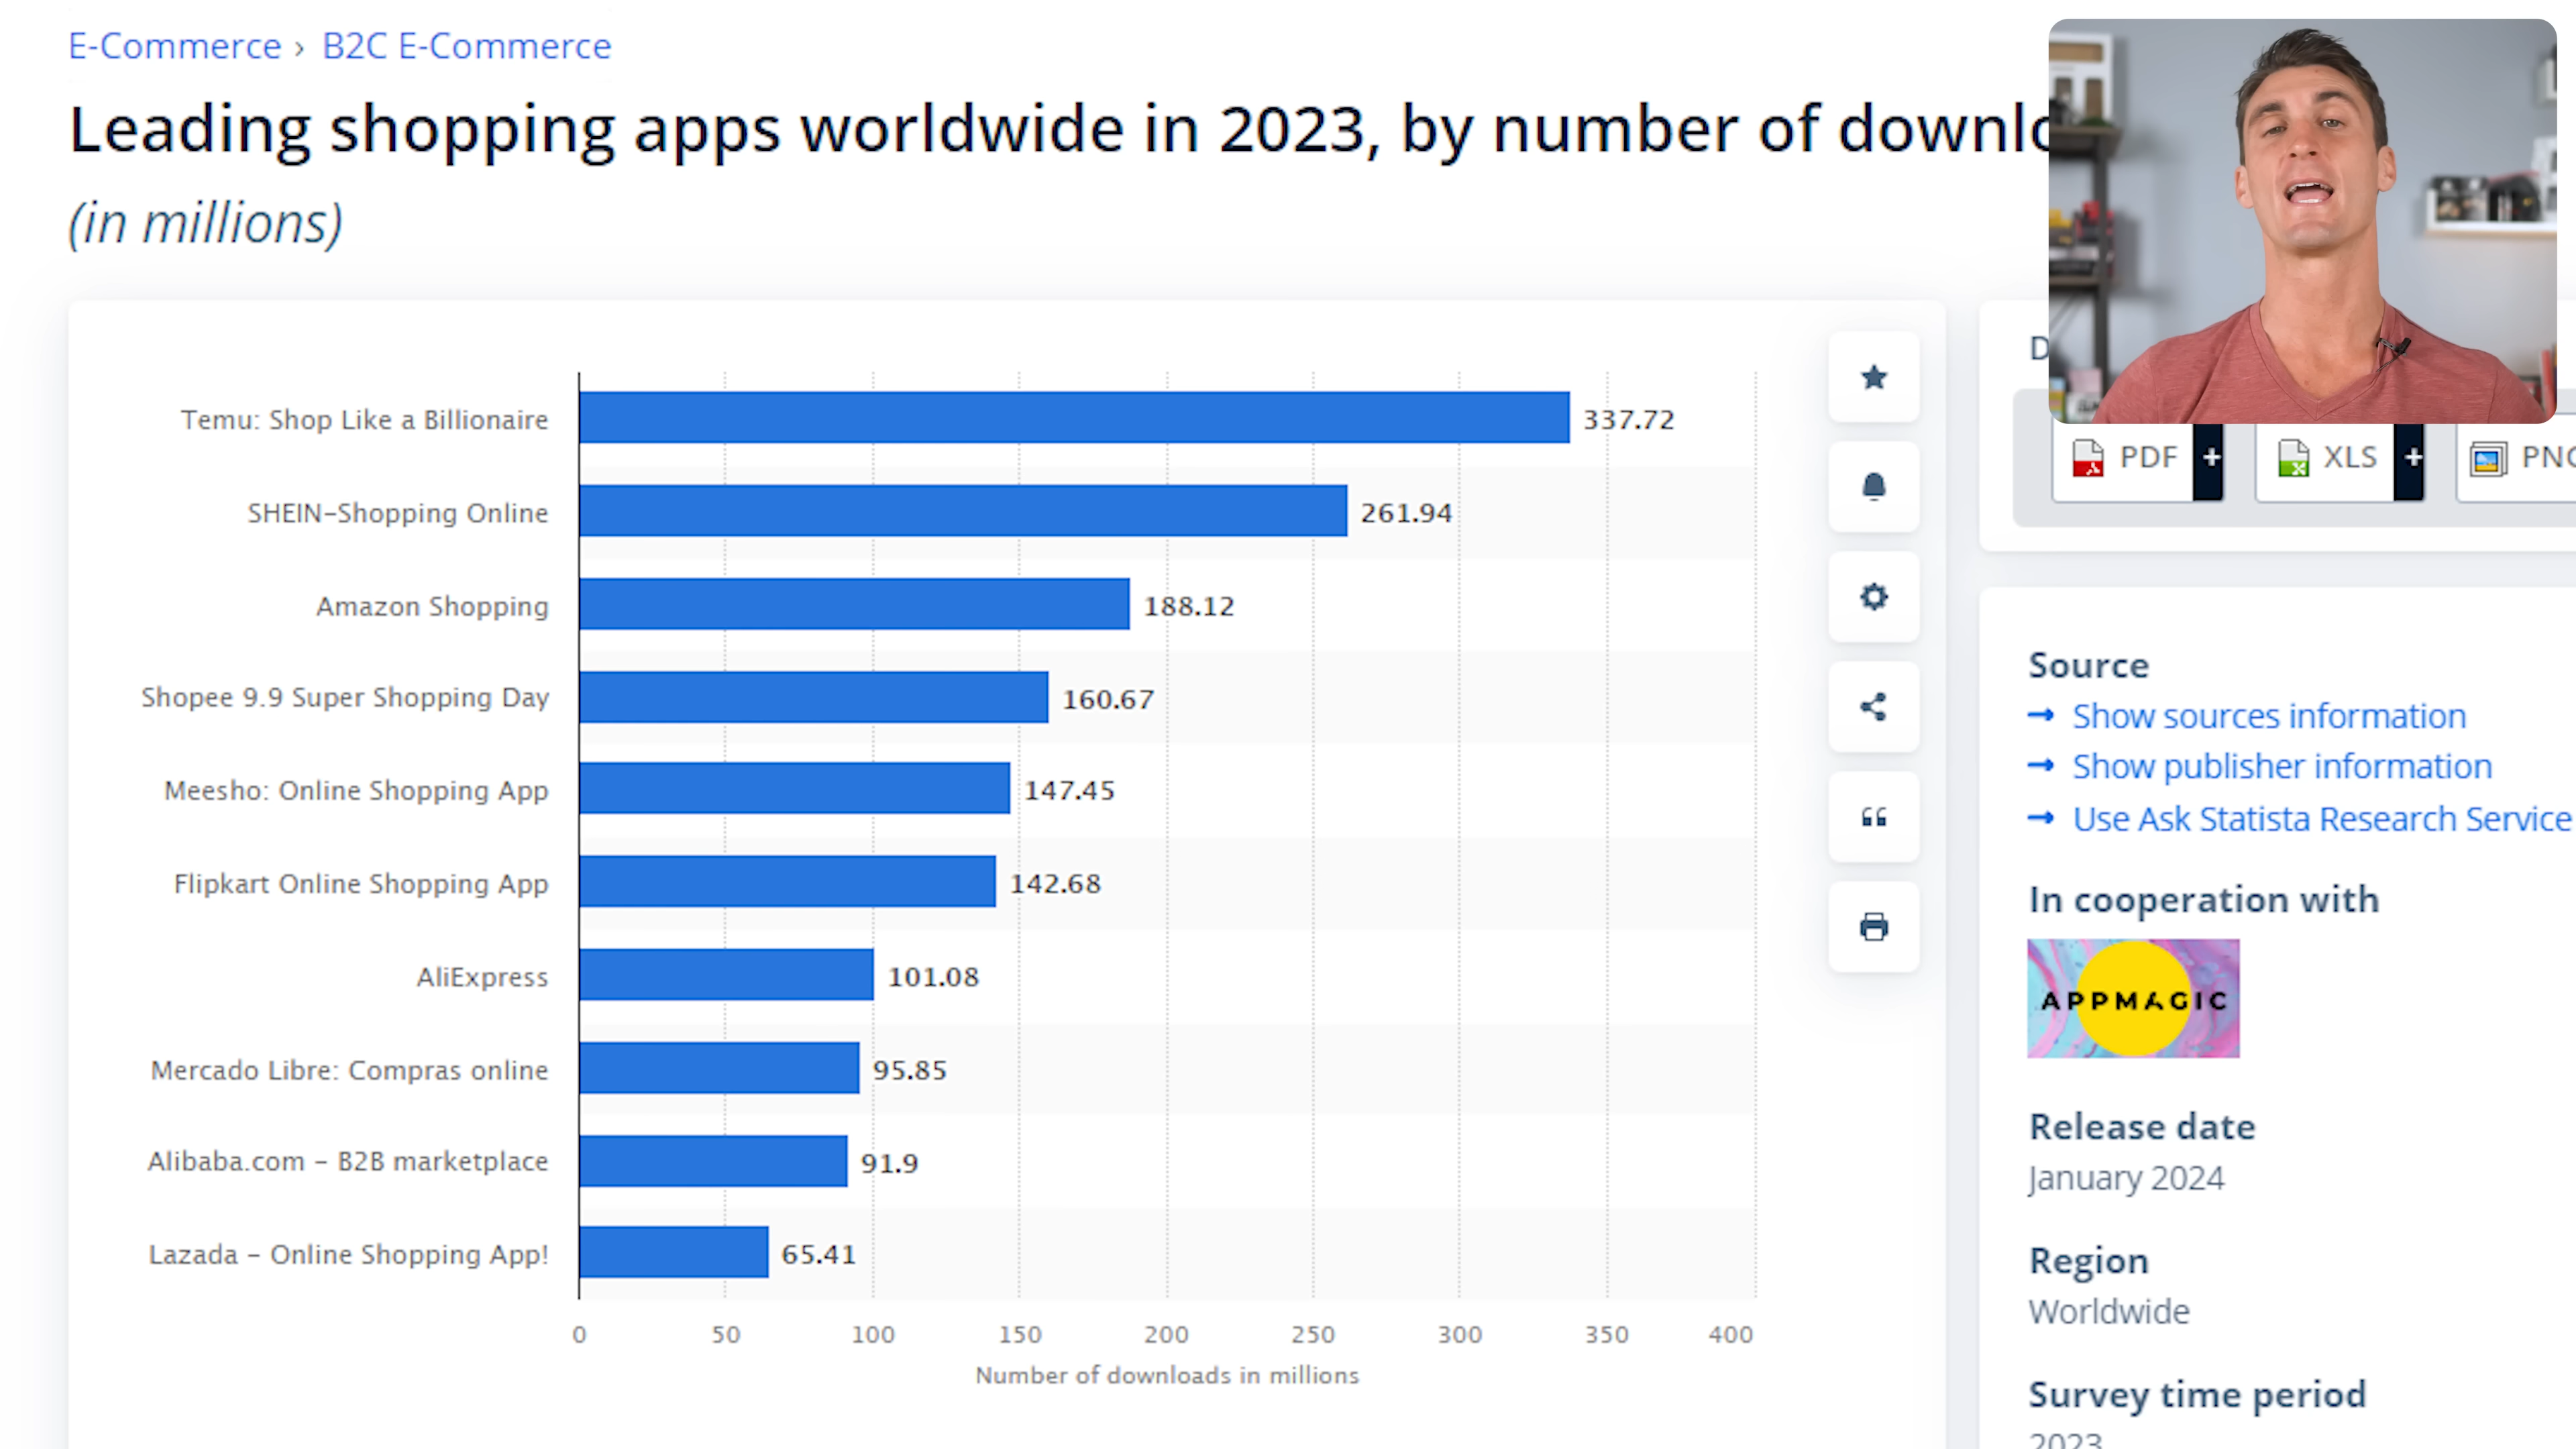 E-Commerce › B2C E-Commerce
Leading shopping apps worldwide in 2023, by number of
(in millions)
Temu: Shop Like a Billionaire 337.72
SHEIN-Shopping Online 261.94
Amazon Shopping 188.12
Shopee 9.9 Super Shopping Day 160.67
Meesho: Online Shopping App 147.45
Flipkart Online Shopping App 142.68
AliExpress 101.08
Mercado Libre: Compras online 95.85
Alibaba.com - B2B marketplace 91.9
Lazada - Online Shopping App! 65.41
0 50 100 150 200 250 300 350 400
Number of downloads in millions
PDF + XLS +
Source
→ Show sources information
→ Show publisher information
→ Use Ask Statista Research Service
In cooperation with
APPMAGIC
Release date
January 2024
Region
Worldwide
Survey time period
2023